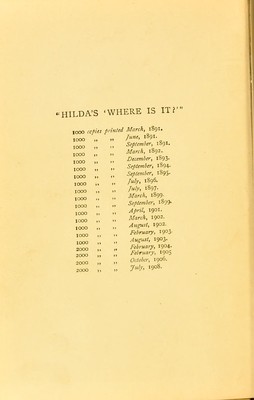 "HILDA'S 'WHERE IS IT?'"
1000 copies printed March, 1891.
1000 " " June, 1891.
1000 " " September, 1891.
1000 " " March, 1892.
1000 " " December, 1893.
1000 " " September, 1894.
1000 " " September, 1895.
1000 " " July, 1896.
1000 " " July, 1897.
1000 " " March, 1899.
1000 " " September, 1899.
1000 " " April, 1901.
1000 " " March, 1902.
1000 " " August, 1902.
1000 " " February, 1903.
1000 " " August, 1903.
2000 " " February, 1904.
2000 " " February, 1905
2000 " " October, 1906.
2000 " " July, 1908.